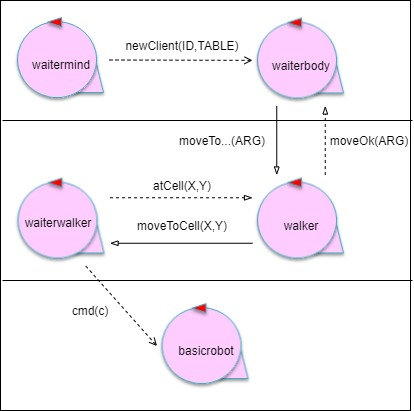 newClient(ID,TABLE)
waitermind
waiterbody
moveTo...(ARG)
moveOk(ARG)
atCell(X,Y)
waiterwalker
moveToCell(X,Y)
walker
cmd(c)
basicrobot